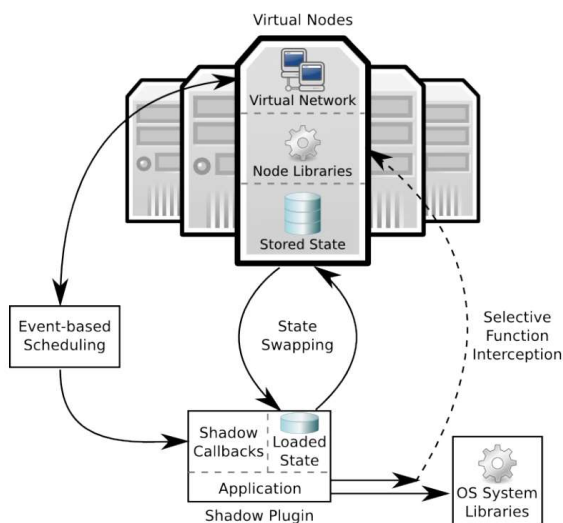 Virtual Nodes
Virtual Network
Node Libraries
Stored State
Event-based
Scheduling
State
Swapping
Selective
Function
Interception
Shadow
Callbacks
Loaded
State
Application
Shadow Plugin
OS System
Libraries